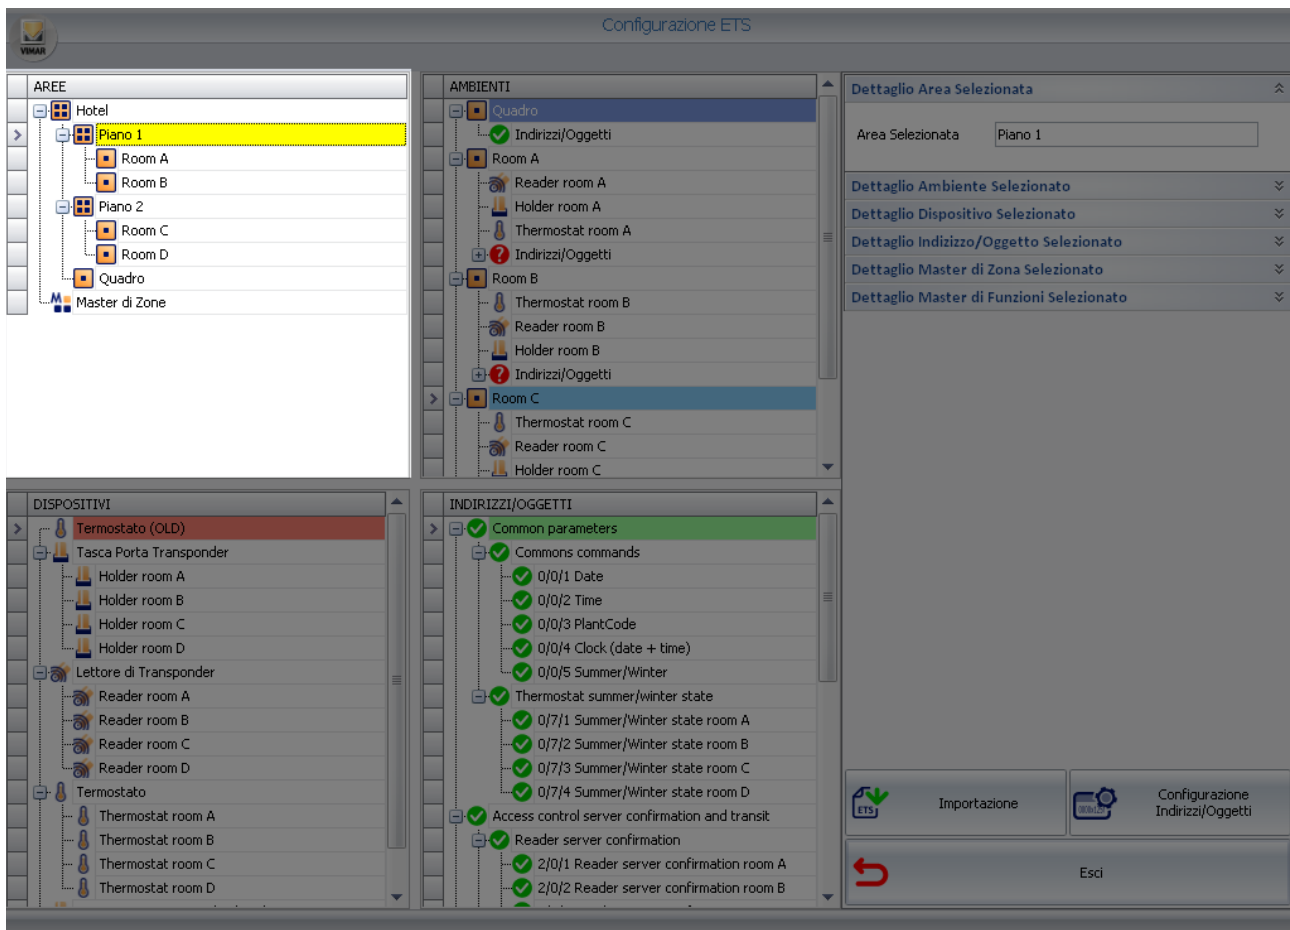 Configurazione ETS
VIMAR
AREE
Hotel
Piano 1
Room A
Room B
Piano 2
Room C
Room D
Quadro
Master di Zone
AMBIENTI
Quadro
Indirizzi/Oggetti
Room A
Reader room A
Holder room A
Thermostat room A
Indirizzi/Oggetti
Room B
Thermostat room B
Reader room B
Holder room B
Indirizzi/Oggetti
Room C
Thermostat room C
Reader room C
Holder room C
Dettaglio Area Selezionata
Area Selezionata Piano 1
Dettaglio Ambiente Selezionato
Dettaglio Dispositivo Selezionato
Dettaglio Indizizzo/Oggetto Selezionato
Dettaglio Master di Zona Selezionato
Dettaglio Master di Funzioni Selezionato
DISPOSITIVI
Termostato (OLD)
Tasca Porta Transponder
Holder room A
Holder room B
Holder room C
Holder room D
Lettore di Transponder
Reader room A
Reader room B
Reader room C
Reader room D
Termostato
Thermostat room A
Thermostat room B
Thermostat room C
Thermostat room D
INDIRIZZI/OGGETTI
Common parameters
Commons commands
0/0/1 Date
0/0/2 Time
0/0/3 PlantCode
0/0/4 Clock (date + time)
0/0/5 Summer/Winter
Thermostat summer/winter state
0/7/1 Summer/Winter state room A
0/7/2 Summer/Winter state room B
0/7/3 Summer/Winter state room C
0/7/4 Summer/Winter state room D
Access control server confirmation and transit
Reader server confirmation
2/0/1 Reader server confirmation room A
2/0/2 Reader server confirmation room B
ETS
Importazione
Configurazione
Indirizzi/Oggetti
Esci